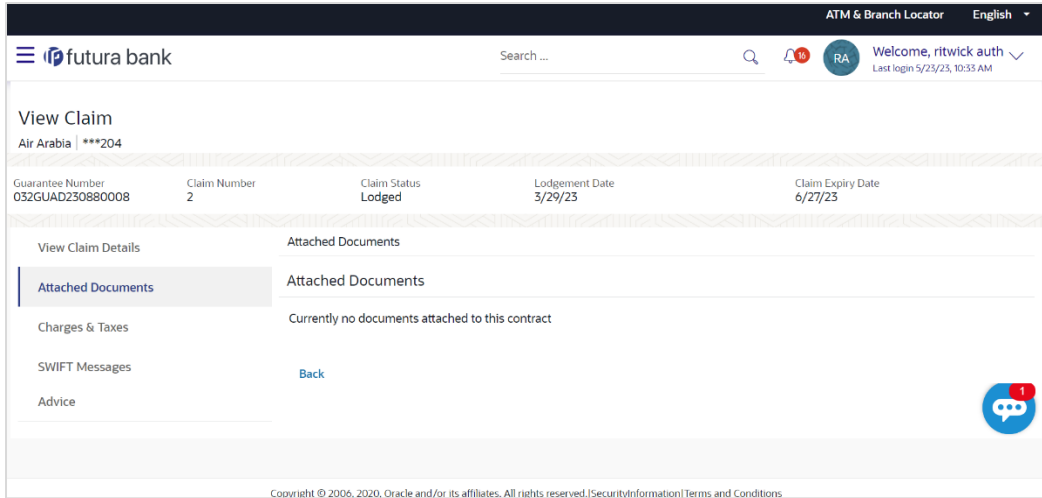 ATM & Branch Locator English
futura bank Search ... 16 RA Welcome, ritwick auth
Last login 5/23/23, 10:33 AM
View Claim
Air Arabia ***204
Guarantee Number Claim Number Claim Status Lodgement Date Claim Expiry Date
032GUAD230880008 2 Lodged 3/29/23 6/27/23
View Claim Details
Attached Documents
Charges & Taxes
SWIFT Messages
Advice
Attached Documents
Attached Documents
Currently no documents attached to this contract
Back
1
Copyright © 2006, 2020, Oracle and/or its affiliates. All rights reserved.|SecurityInformation|Terms and Conditions